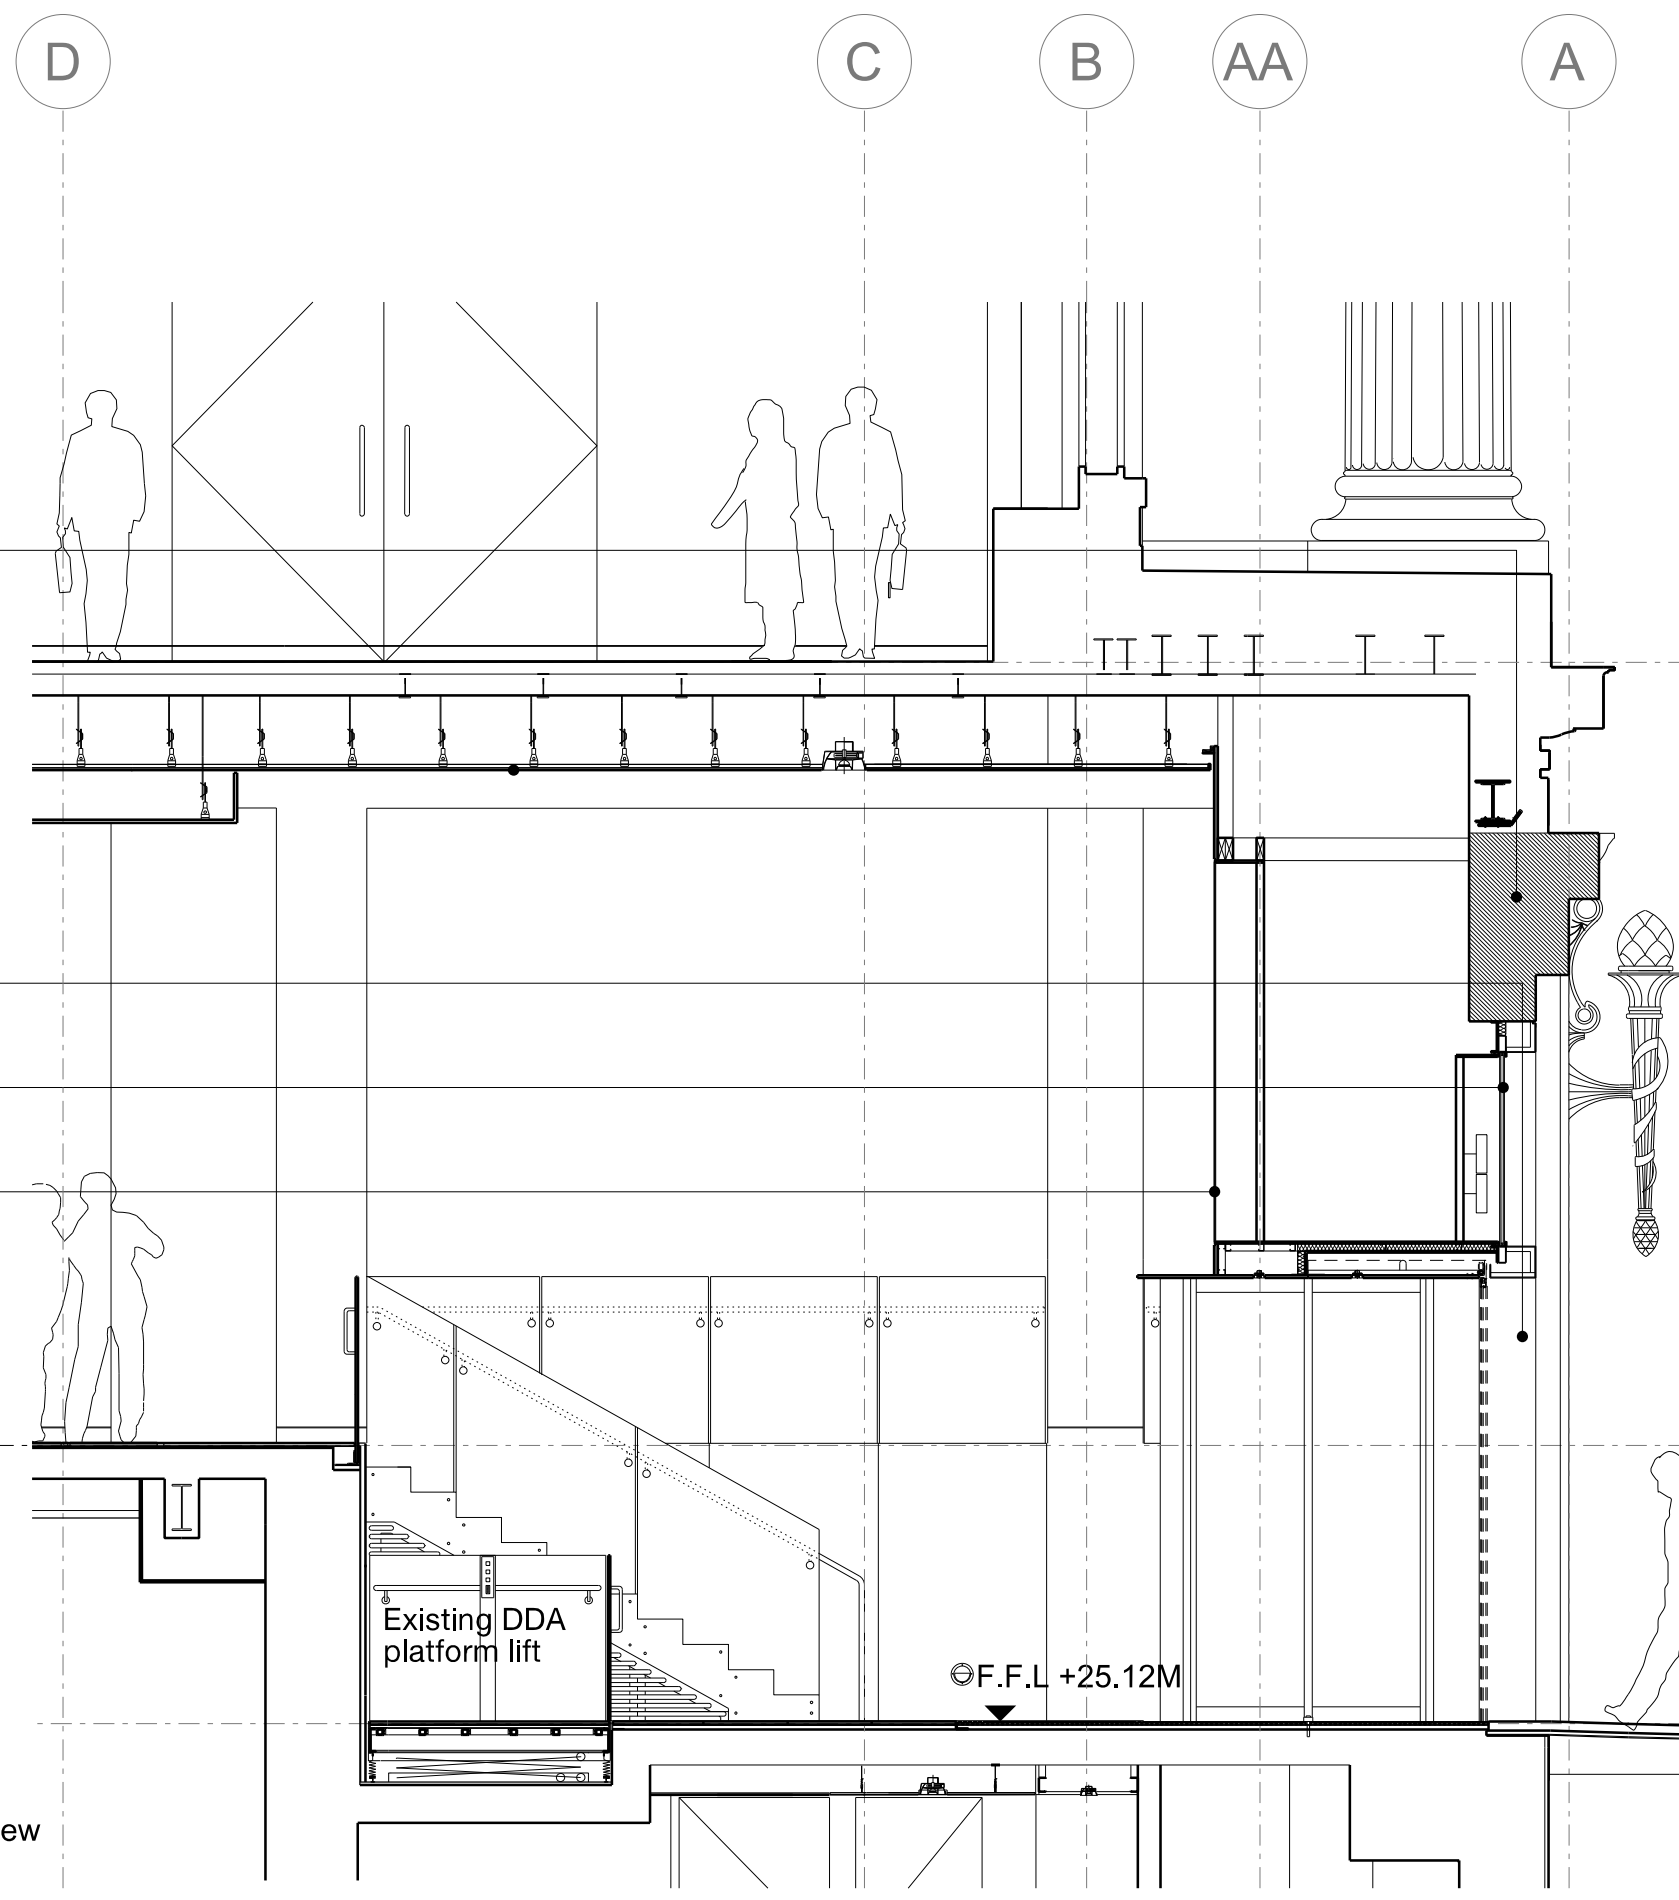 D C B AA A
Existing DDA
platform lift
F.F.L +25.12M
ew